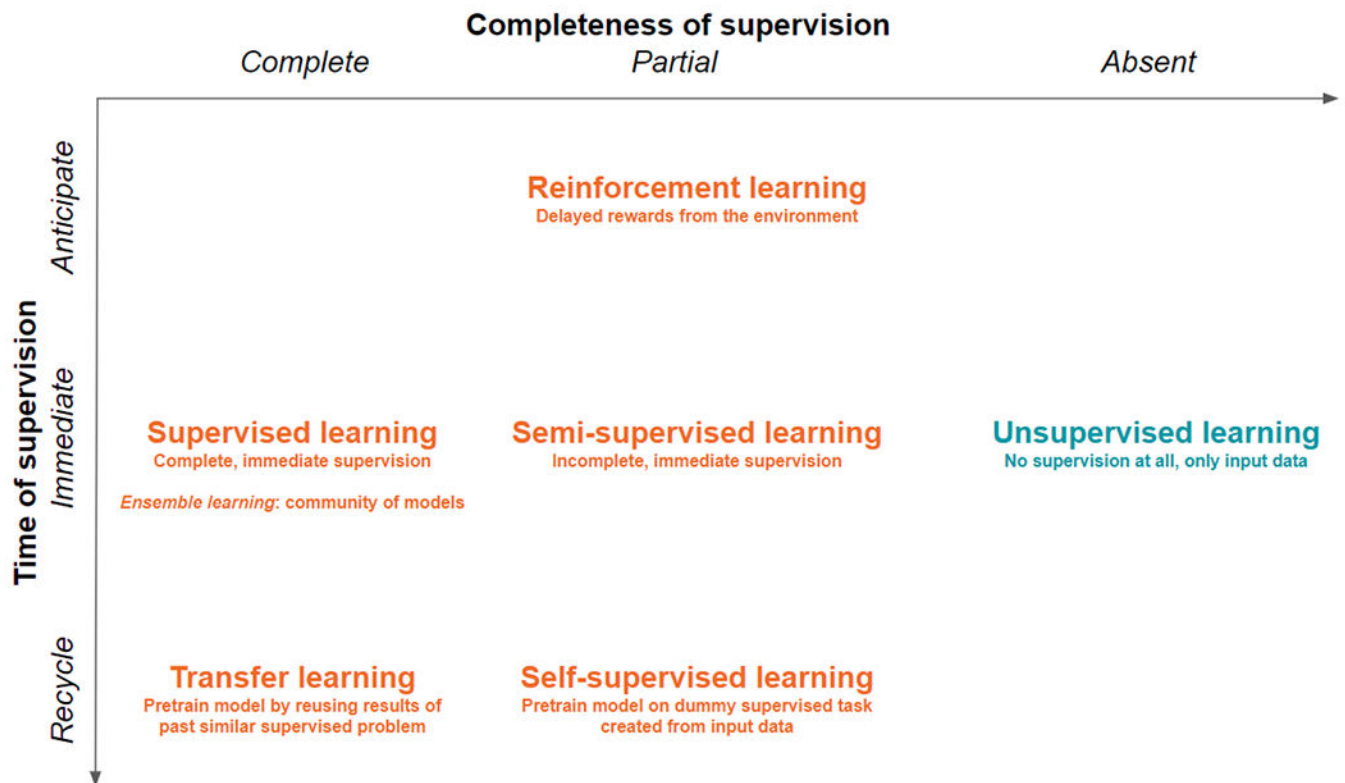 Completeness of supervision
Complete
Partial
Absent
Time of supervision
Anticipate
Reinforcement learning
Delayed rewards from the environment
Immediate
Supervised learning
Complete, immediate supervision
Ensemble learning: community of models
Semi-supervised learning
Incomplete, immediate supervision
Unsupervised learning
No supervision at all, only input data
Recycle
Transfer learning
Pretrain model by reusing results of
past similar supervised problem
Self-supervised learning
Pretrain model on dummy supervised task
created from input data